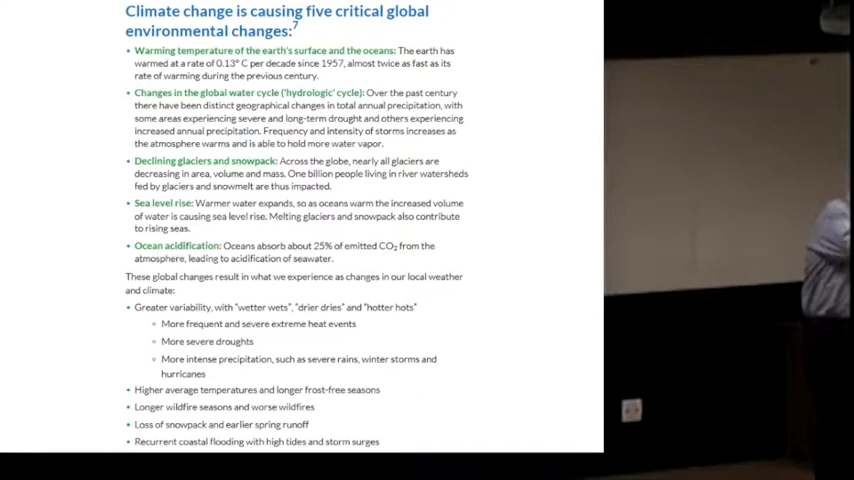 Climate change is causing five critical global
environmental changes:7
• Warming temperature of the earth's surface and the oceans: The earth has
warmed at a rate of 0.13° C per decade since 1957, almost twice as fast as its
rate of warming during the previous century.
• Changes in the global water cycle ('hydrologic' cycle): Over the past century
there have been distinct geographical changes in total annual precipitation, with
some areas experiencing severe and long-term drought and others experiencing
increased annual precipitation. Frequency and intensity of storms increases as
the atmosphere warms and is able to hold more water vapor.
• Declining glaciers and snowpack: Across the globe, nearly all glaciers are
decreasing in area, volume and mass. One billion people living in river watersheds
fed by glaciers and snowmelt are thus impacted.
• Sea level rise: Warmer water expands, so as oceans warm the increased volume
of water is causing sea level rise. Melting glaciers and snowpack also contribute
to rising seas.
• Ocean acidification: Oceans absorb about 25% of emitted CO2 from the
atmosphere, leading to acidification of seawater.
These global changes result in what we experience as changes in our local weather
and climate:
• Greater variability, with "wetter wets", "drier dries" and "hotter hots"
◦ More frequent and severe extreme heat events
◦ More severe droughts
◦ More intense precipitation, such as severe rains, winter storms and
hurricanes
• Higher average temperatures and longer frost-free seasons
• Longer wildfire seasons and worse wildfires
• Loss of snowpack and earlier spring runoff
• Recurrent coastal flooding with high tides and storm surges